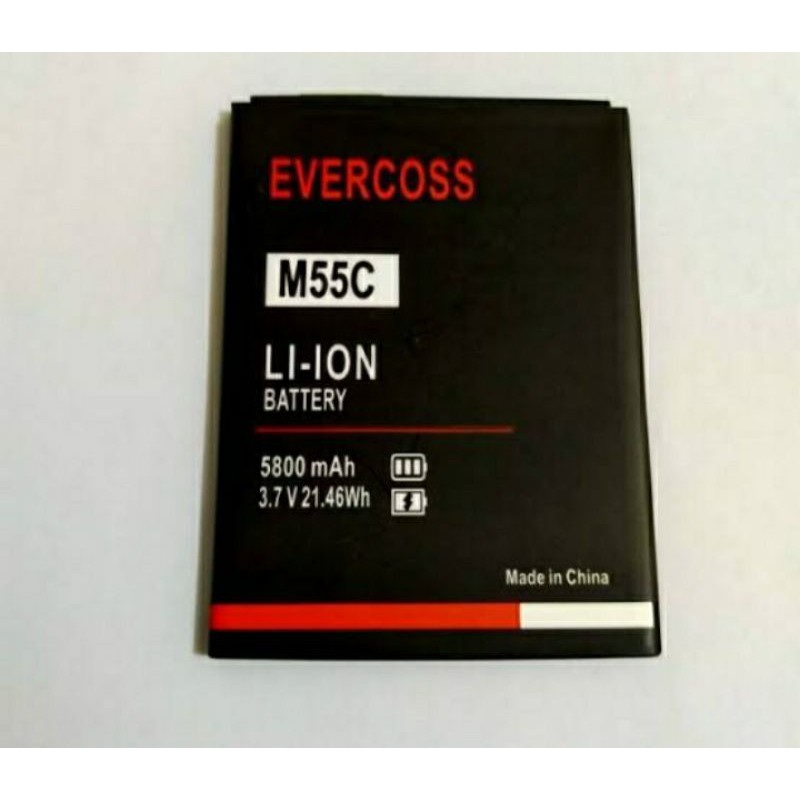 EVERCOSS
M55C
LI-ION
BATTERY
5800 mAh
3.7 V 21.46Wh
Made in China